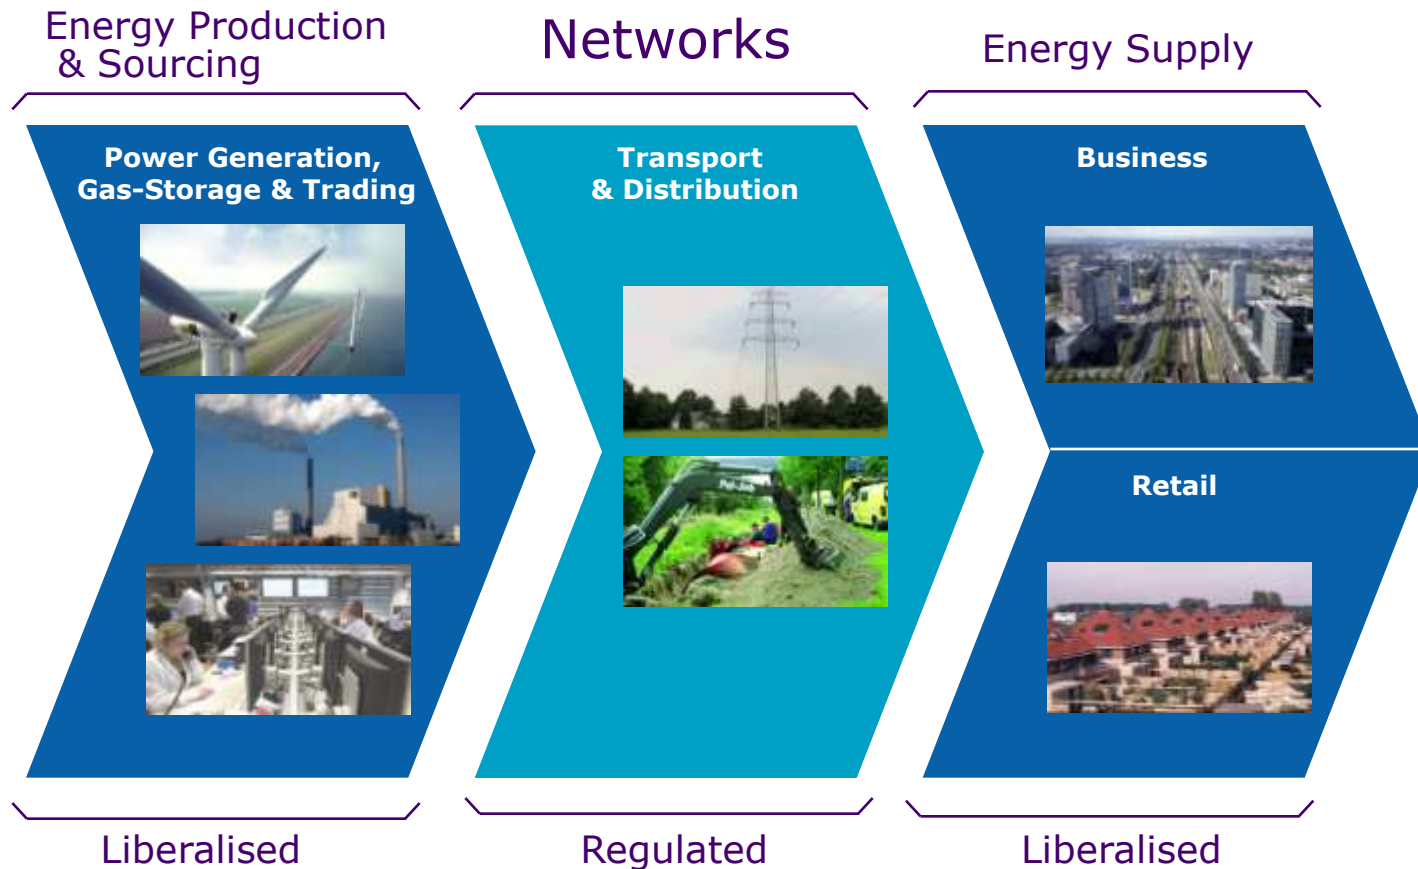 Energy Production
& Sourcing
Networks
Energy Supply
Power Generation,
Gas-Storage & Trading
Transport
& Distribution
Business
Retail
Liberalised
Regulated
Liberalised